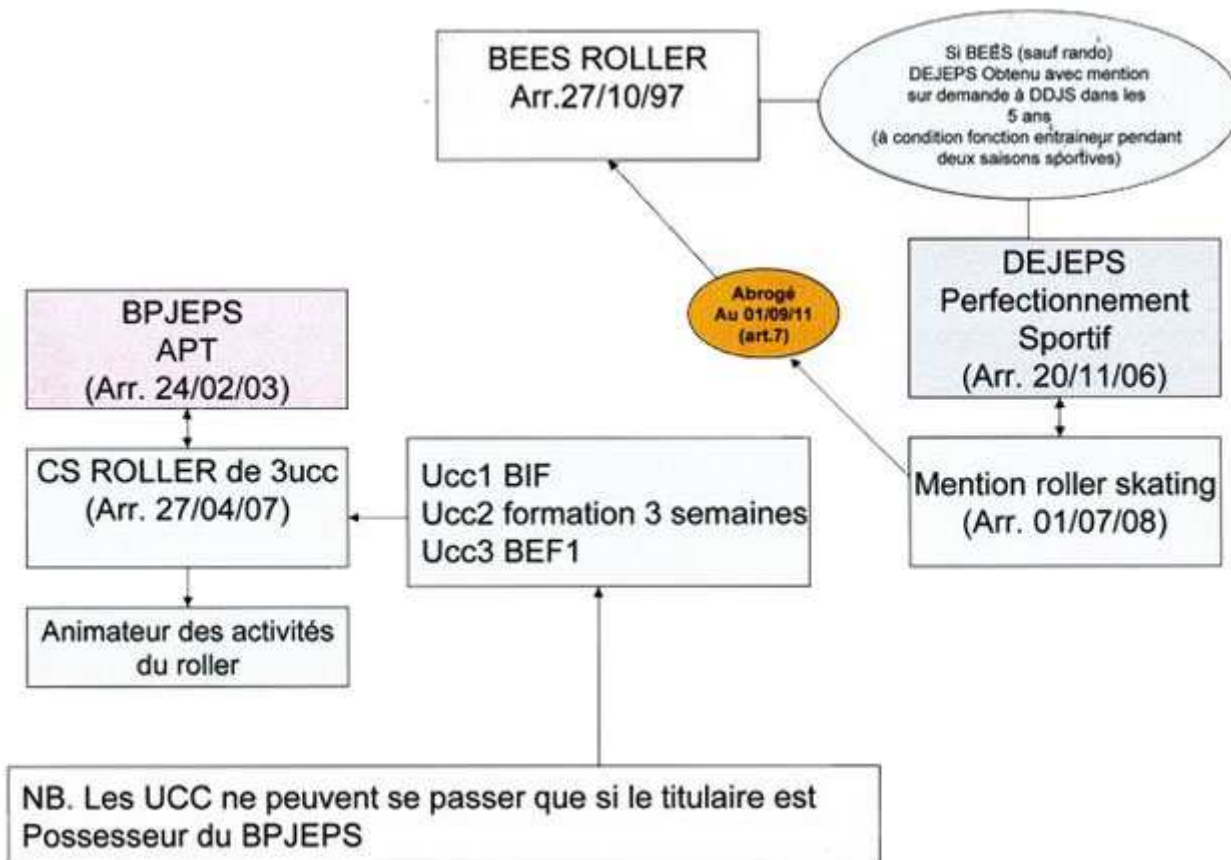 BEES ROLLER
Arr.27/10/97
Si BEES (sauf rando)
DEJEPS Obtenu avec mention
sur demande à DDJS dans les
5 ans
(à condition fonction entraineur pendant
deux saisons sportives)
Abrogé
Au 01/09/11
(art.7)
DEJEPS
Perfectionnement
Sportif
(Arr. 20/11/06)
BPJEPS
APT
(Arr. 24/02/03)
CS ROLLER de 3ucc
(Arr. 27/04/07)
Ucc1 BIF
Ucc2 formation 3 semaines
Ucc3 BEF1
Mention roller skating
(Arr. 01/07/08)
Animateur des activités
du roller
NB. Les UCC ne peuvent se passer que si le titulaire est
Possesseur du BPJEPS